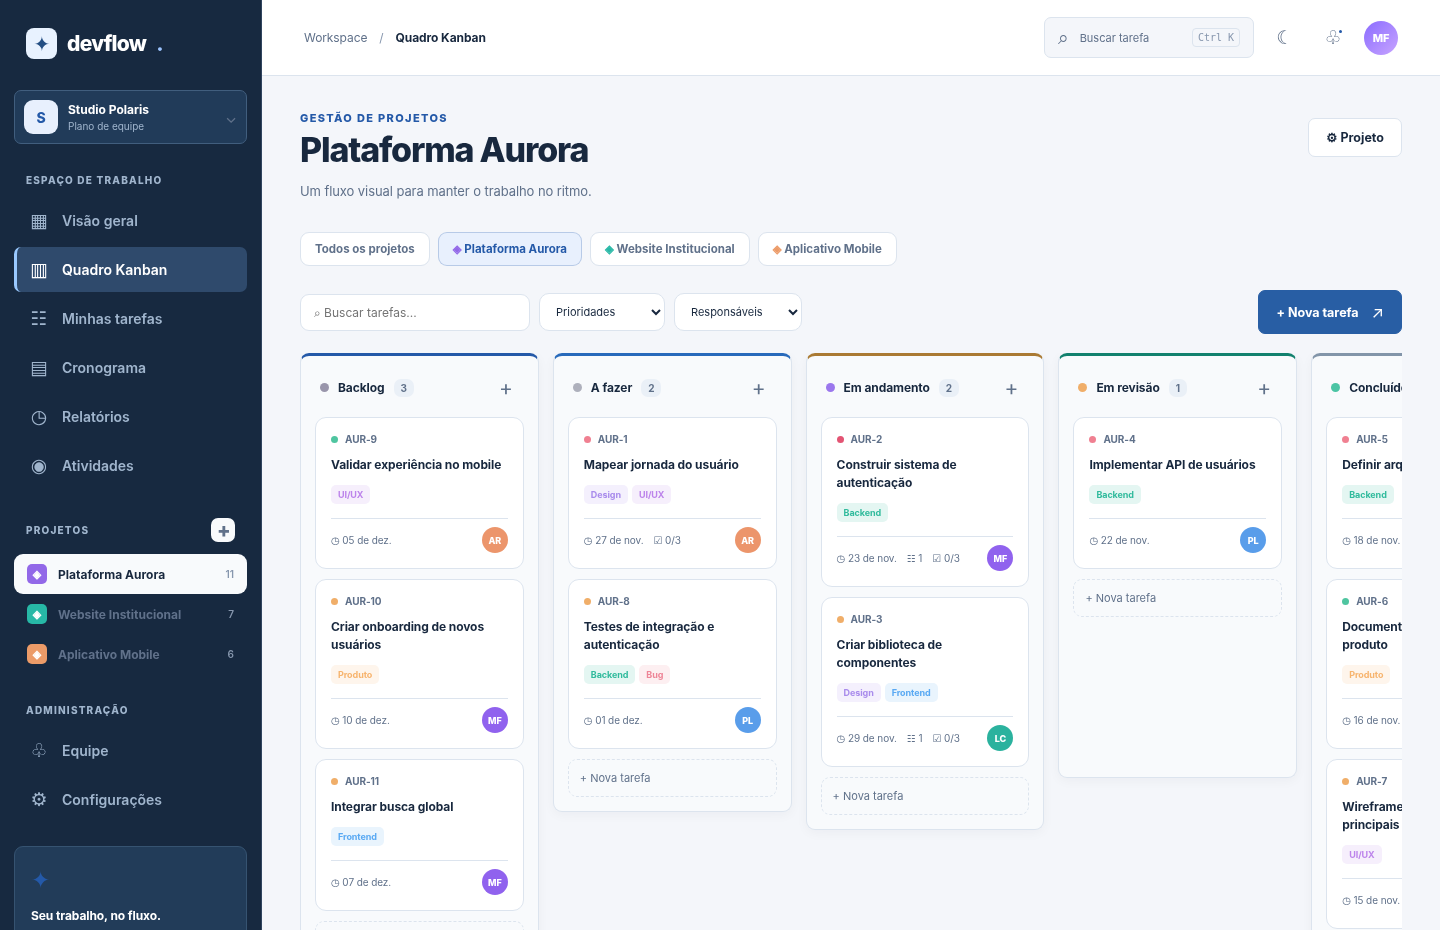 devflow .
S
Studio Polaris
Plano de equipe
ESPAÇO DE TRABALHO
Visão geral
Quadro Kanban
Minhas tarefas
Cronograma
Relatórios
Atividades
PROJETOS
+
Plataforma Aurora 11
Website Institucional 7
Aplicativo Mobile 6
ADMINISTRAÇÃO
Equipe
Configurações
Seu trabalho, no fluxo.
Workspace / Quadro Kanban
Buscar tarefa Ctrl K
MF
GESTÃO DE PROJETOS
Plataforma Aurora
Um fluxo visual para manter o trabalho no ritmo.
Projeto
Todos os projetos
Plataforma Aurora
Website Institucional
Aplicativo Mobile
Buscar tarefas...
Prioridades
Responsáveis
+ Nova tarefa
Backlog 3 +
AUR-9
Validar experiência no mobile
UI/UX
05 de dez. AR
AUR-10
Criar onboarding de novos
usuários
Produto
10 de dez. MF
AUR-11
Integrar busca global
Frontend
07 de dez. MF
A fazer 2 +
AUR-1
Mapear jornada do usuário
Design UI/UX
27 de nov. 0/3 AR
AUR-8
Testes de integração e
autenticação
Backend Bug
01 de dez. PL
+ Nova tarefa
Em andamento 2 +
AUR-2
Construir sistema de
autenticação
Backend
23 de nov. 1 0/3 MF
AUR-3
Criar biblioteca de
componentes
Design Frontend
29 de nov. 1 0/3 LC
+ Nova tarefa
Em revisão 1 +
AUR-4
Implementar API de usuários
Backend
22 de nov. PL
+ Nova tarefa
Concluído
AUR-5
Definir arq
Backend
18 de nov.
AUR-6
Document
produto
Produto
16 de nov.
AUR-7
Wireframe
principais
UI/UX
15 de nov.